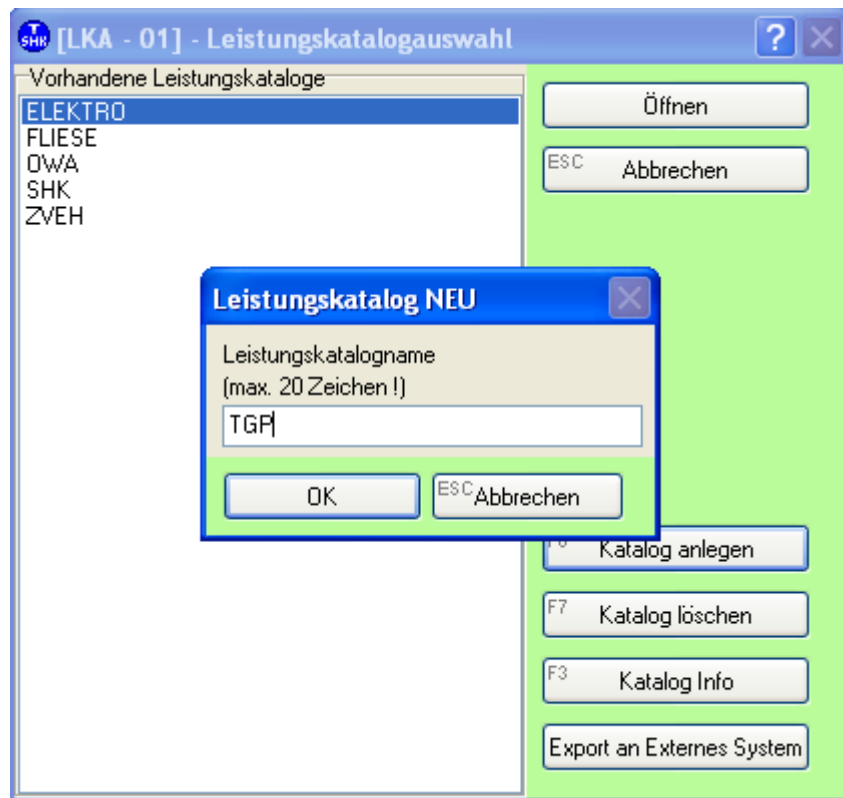 T
SHK
[LKA - 01] - Leistungskatalogauswahl
?
Vorhandene Leistungskataloge
ELEKTRO
FLIESE
OWA
SHK
ZVEH
Öffnen
ESC Abbrechen
Leistungskatalog NEU
Leistungskatalogname
(max. 20 Zeichen !)
TGP
OK
ESC Abbrechen
Katalog anlegen
F7 Katalog löschen
F3 Katalog Info
Export an Externes System